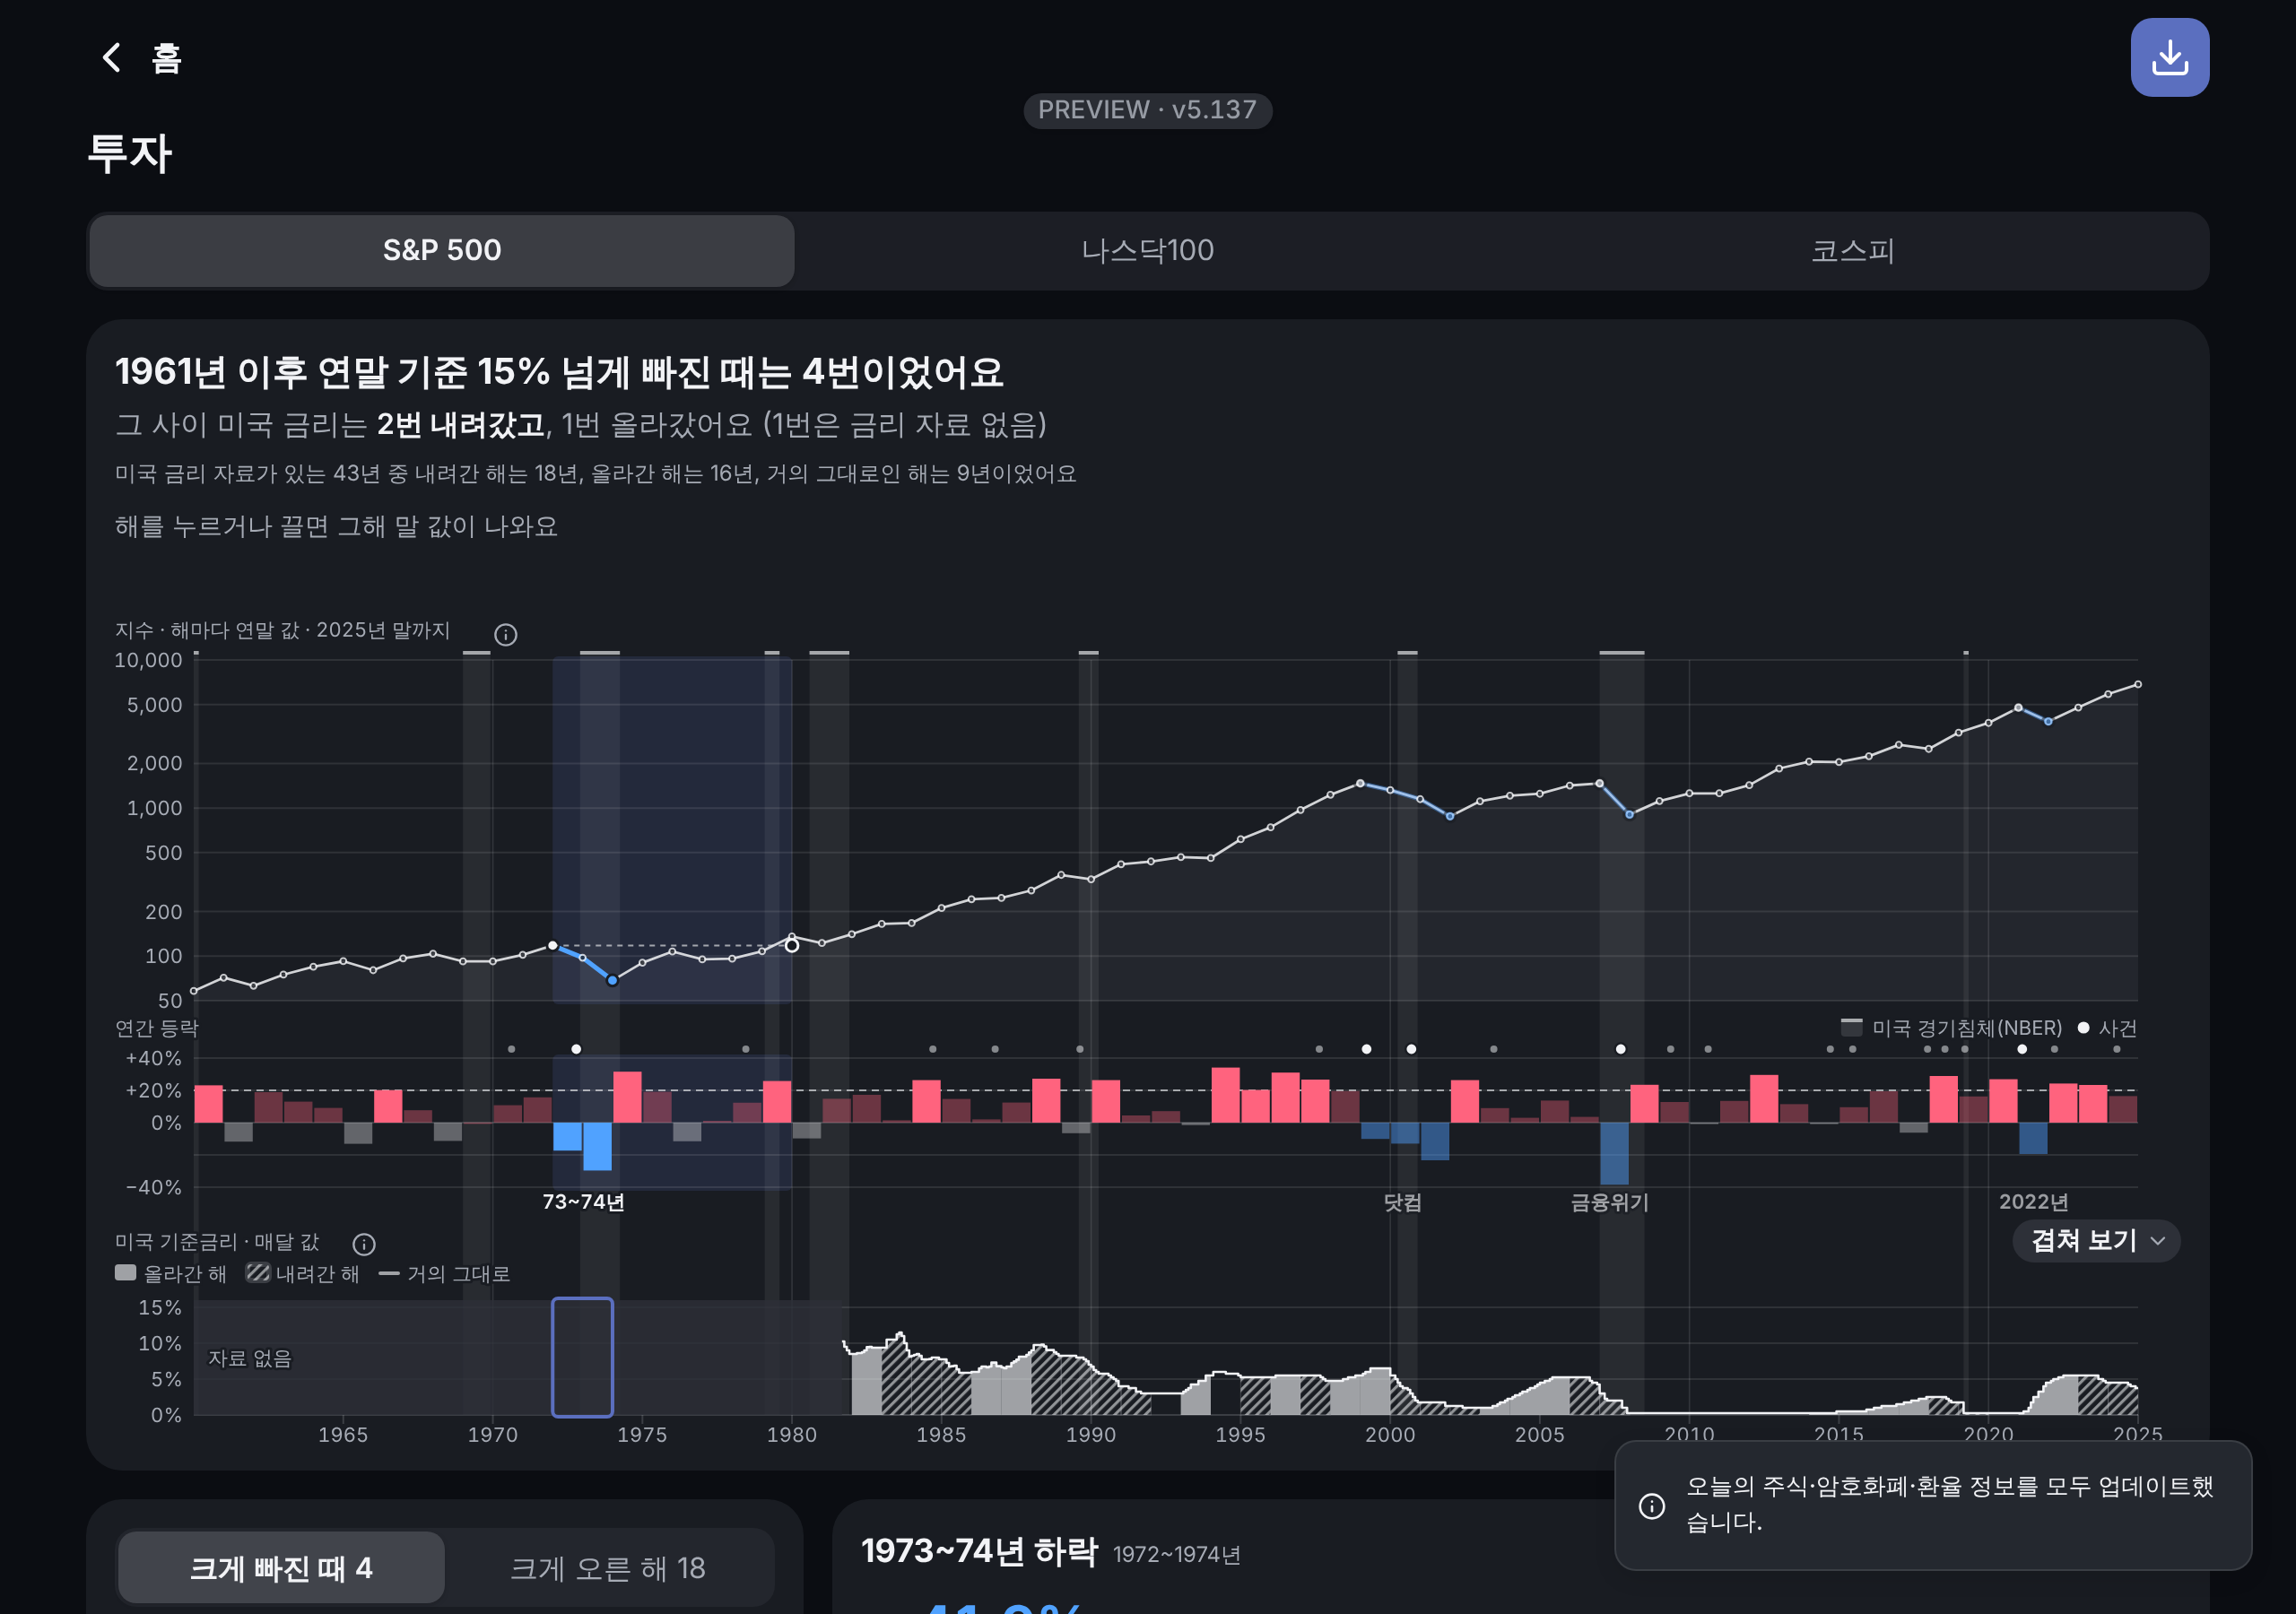 홈
PREVIEW · v5.137
투자
S&P 500
나스닥100
코스피
1961년 이후 연말 기준 15% 넘게 빠진 때는 4번이었어요
그 사이 미국 금리는 2번 내려갔고, 1번 올라갔어요 (1번은 금리 자료 없음)
미국 금리 자료가 있는 43년 중 내려간 해는 18년, 올라간 해는 16년, 거의 그대로인 해는 9년이었어요
해를 누르거나 끌면 그해 말 값이 나와요
지수 · 해마다 연말 값 · 2025년 말까지
10,000
5,000
2,000
1,000
500
200
100
50
연간 등락
미국 경기침체(NBER)
사건
+40%
+20%
0%
−40%
73~74년
닷컴
금융위기
2022년
미국 기준금리 · 매달 값
겹쳐 보기
올라간 해
내려간 해
거의 그대로
15%
10%
5%
0%
자료 없음
1965
1970
1975
1980
1985
1990
1995
2000
2005
2010
2015
2020
2025
오늘의 주식·암호화폐·환율 정보를 모두 업데이트했
습니다.
크게 빠진 때 4
크게 오른 해 18
1973~74년 하락 1972~1974년